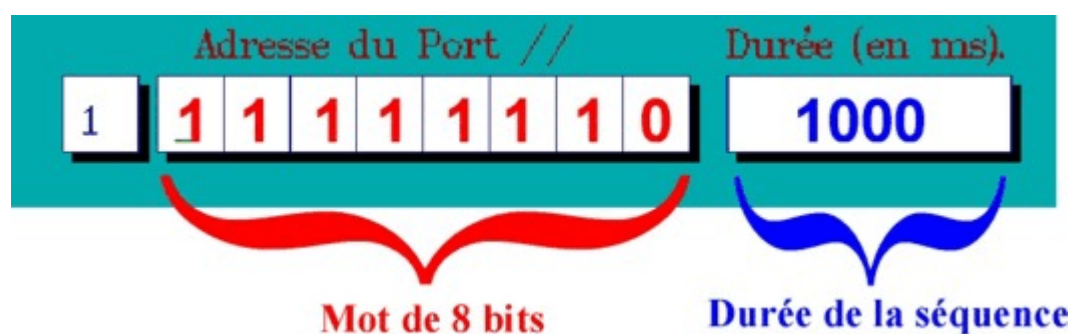 Adresse du Port // Durée (en ms).
1 1 1 1 1 1 1 1 0 1000
Mot de 8 bits Durée de la séquence